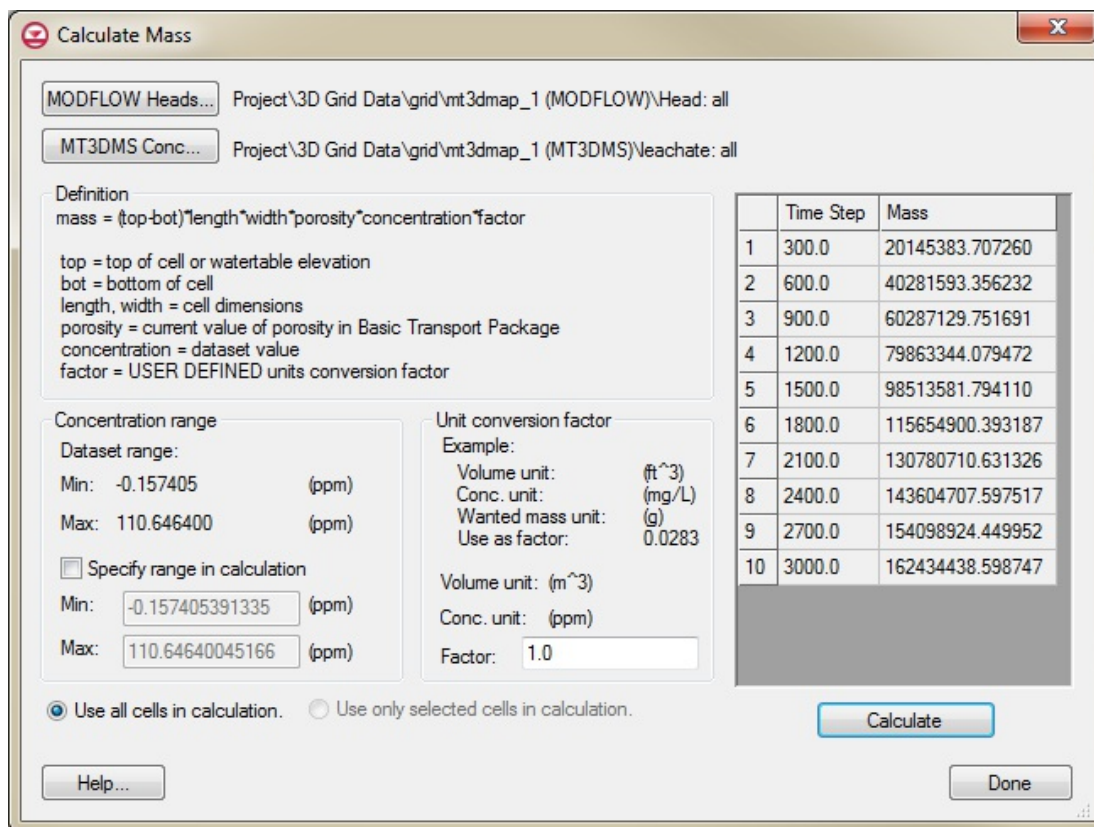 Calculate Mass
MODFLOW Heads... Project\3D Grid Data\grid\mt3dmap_1 (MODFLOW)\Head: all
MT3DMS Conc... Project\3D Grid Data\grid\mt3dmap_1 (MT3DMS)\leachate: all
Definition
mass = (top-bot)*length*width*porosity*concentration*factor
top = top of cell or watertable elevation
bot = bottom of cell
length, width = cell dimensions
porosity = current value of porosity in Basic Transport Package
concentration = dataset value
factor = USER DEFINED units conversion factor
Concentration range
Dataset range:
Min: -0.157405 (ppm)
Max: 110.646400 (ppm)
Specify range in calculation
Min: -0.157405391335 (ppm)
Max: 110.64640045166 (ppm)
Unit conversion factor
Example:
Volume unit: (ft^3)
Conc. unit: (mg/L)
Wanted mass unit: (g)
Use as factor: 0.0283
Volume unit: (m^3)
Conc. unit: (ppm)
Factor: 1.0
Time Step Mass
1 300.0 20145383.707260
2 600.0 40281593.356232
3 900.0 60287129.751691
4 1200.0 79863344.079472
5 1500.0 98513581.794110
6 1800.0 115654900.393187
7 2100.0 130780710.631326
8 2400.0 143604707.597517
9 2700.0 154098924.449952
10 3000.0 162434438.598747
Use all cells in calculation. Use only selected cells in calculation.
Calculate
Help... Done